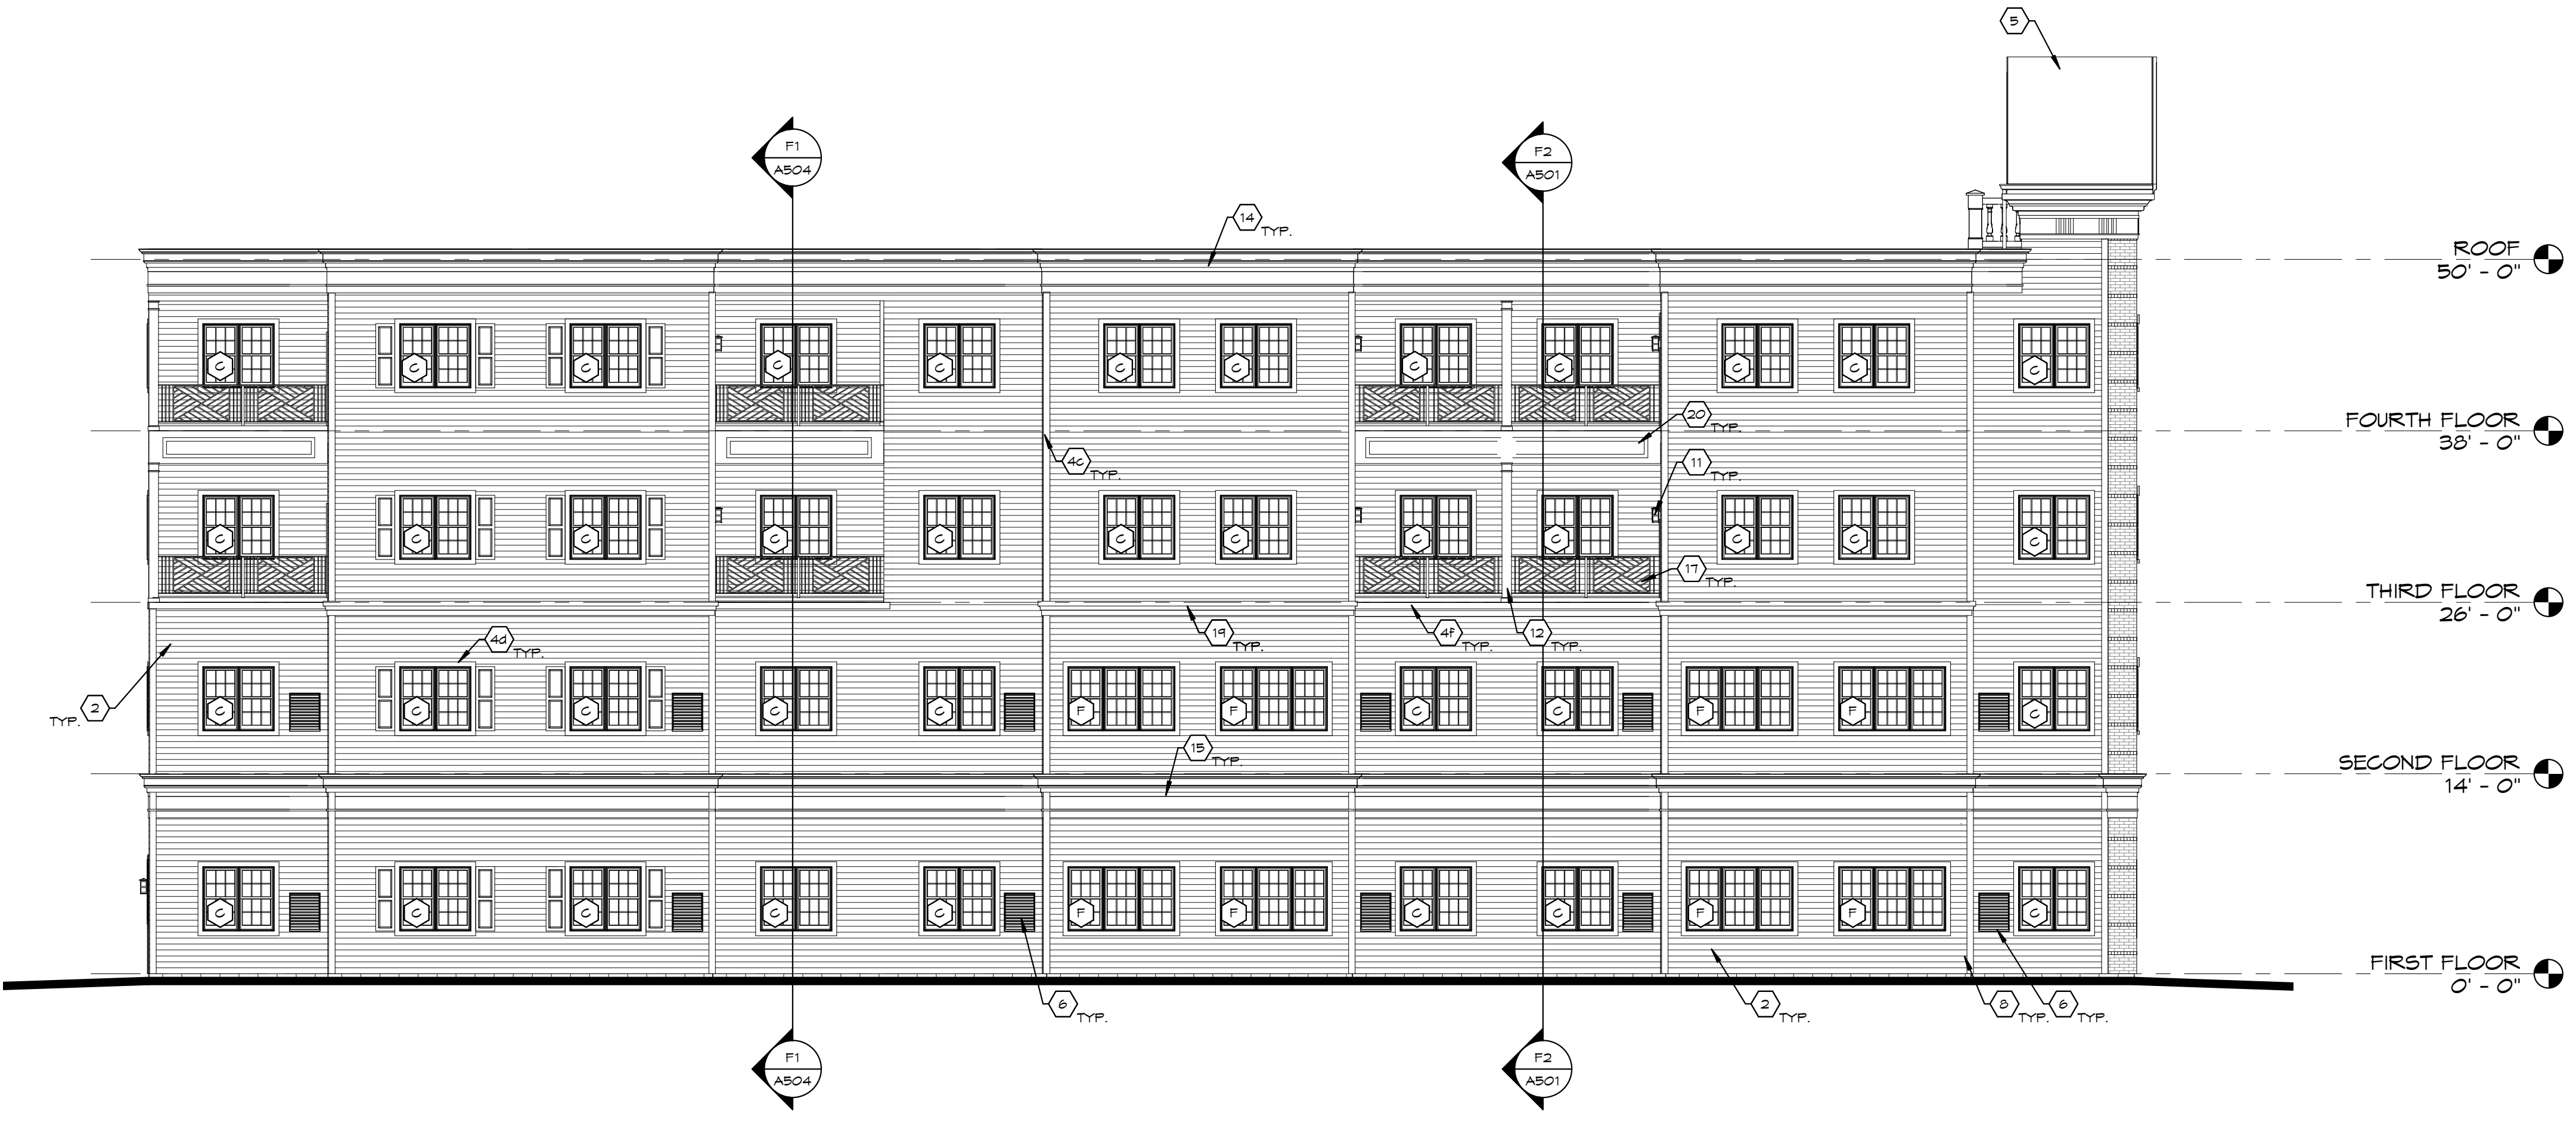 5
F1
A504
F2
A501
14
TYP.
ROOF
50' - 0"
C C C C C C C C C C C C
20
TYP.
FOURTH FLOOR
38' - 0"
4c
TYP.
11
TYP.
C C C C C C C C C C C C
17
TYP.
THIRD FLOOR
26' - 0"
4d
TYP.
19
TYP.
4f
TYP.
12
TYP.
2
TYP.
C C C C C F F C C F F C
15
TYP.
SECOND FLOOR
14' - 0"
C C C C C F F C C F F C
FIRST FLOOR
0' - 0"
6
TYP.
2
TYP.
8
TYP.
6
TYP.
F1
A504
F2
A501